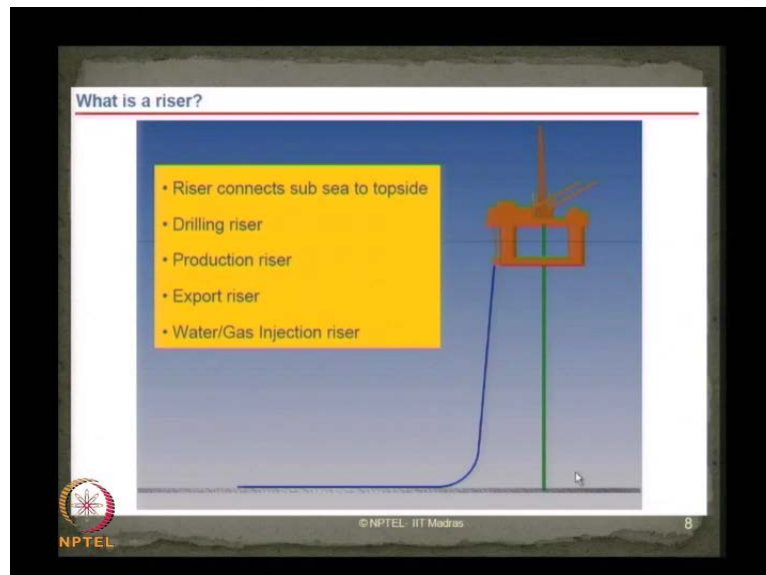 What is a riser?
• Riser connects sub sea to topside
• Drilling riser
• Production riser
• Export riser
• Water/Gas Injection riser
NPTEL
© NPTEL- IIT Madras
8